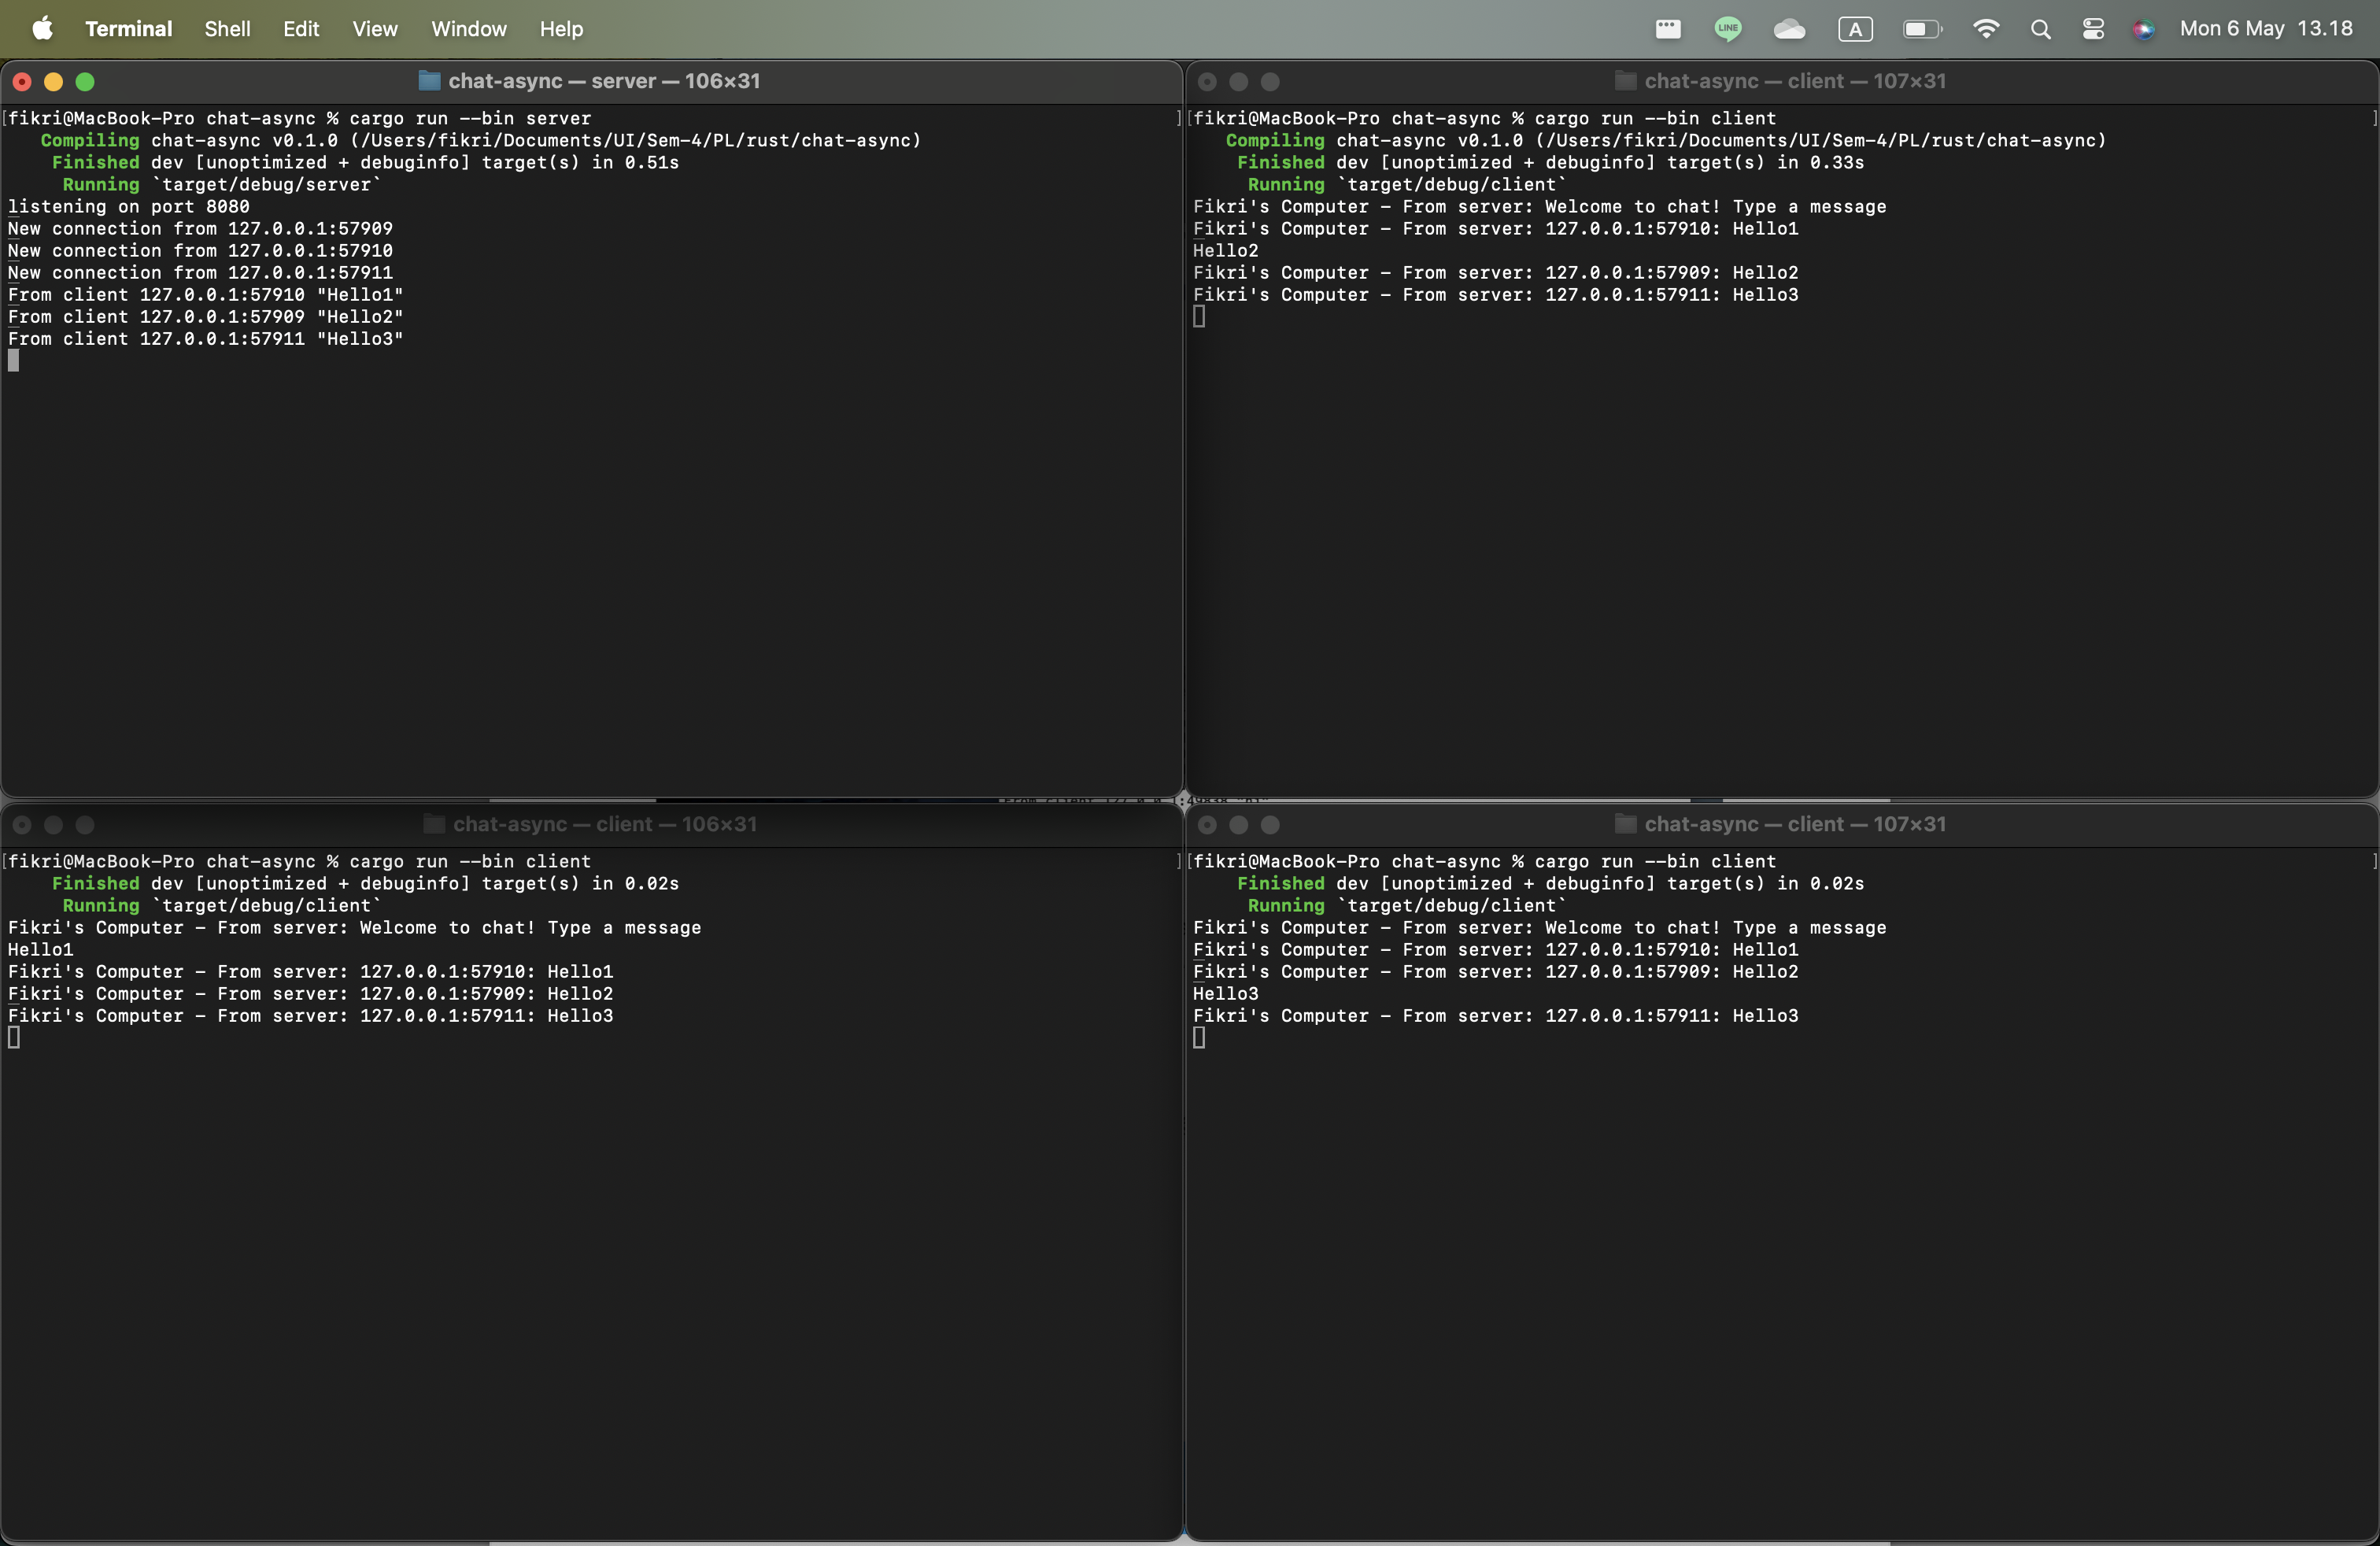 Terminal Shell Edit View Window Help LINE A Mon 6 May 13.18
chat-async — server — 106×31
[fikri@MacBook-Pro chat-async % cargo run --bin server ]
Compiling chat-async v0.1.0 (/Users/fikri/Documents/UI/Sem-4/PL/rust/chat-async)
Finished dev [unoptimized + debuginfo] target(s) in 0.51s
Running `target/debug/server`
listening on port 8080
New connection from 127.0.0.1:57909
New connection from 127.0.0.1:57910
New connection from 127.0.0.1:57911
From client 127.0.0.1:57910 "Hello1"
From client 127.0.0.1:57909 "Hello2"
From client 127.0.0.1:57911 "Hello3"
chat-async — client — 107×31
[fikri@MacBook-Pro chat-async % cargo run --bin client ]
Compiling chat-async v0.1.0 (/Users/fikri/Documents/UI/Sem-4/PL/rust/chat-async)
Finished dev [unoptimized + debuginfo] target(s) in 0.33s
Running `target/debug/client`
Fikri's Computer - From server: Welcome to chat! Type a message
Fikri's Computer - From server: 127.0.0.1:57910: Hello1
Hello2
Fikri's Computer - From server: 127.0.0.1:57909: Hello2
Fikri's Computer - From server: 127.0.0.1:57911: Hello3
chat-async — client — 106×31
[fikri@MacBook-Pro chat-async % cargo run --bin client ]
Finished dev [unoptimized + debuginfo] target(s) in 0.02s
Running `target/debug/client`
Fikri's Computer - From server: Welcome to chat! Type a message
Hello1
Fikri's Computer - From server: 127.0.0.1:57910: Hello1
Fikri's Computer - From server: 127.0.0.1:57909: Hello2
Fikri's Computer - From server: 127.0.0.1:57911: Hello3
chat-async — client — 107×31
[fikri@MacBook-Pro chat-async % cargo run --bin client ]
Finished dev [unoptimized + debuginfo] target(s) in 0.02s
Running `target/debug/client`
Fikri's Computer - From server: Welcome to chat! Type a message
Fikri's Computer - From server: 127.0.0.1:57910: Hello1
Fikri's Computer - From server: 127.0.0.1:57909: Hello2
Hello3
Fikri's Computer - From server: 127.0.0.1:57911: Hello3